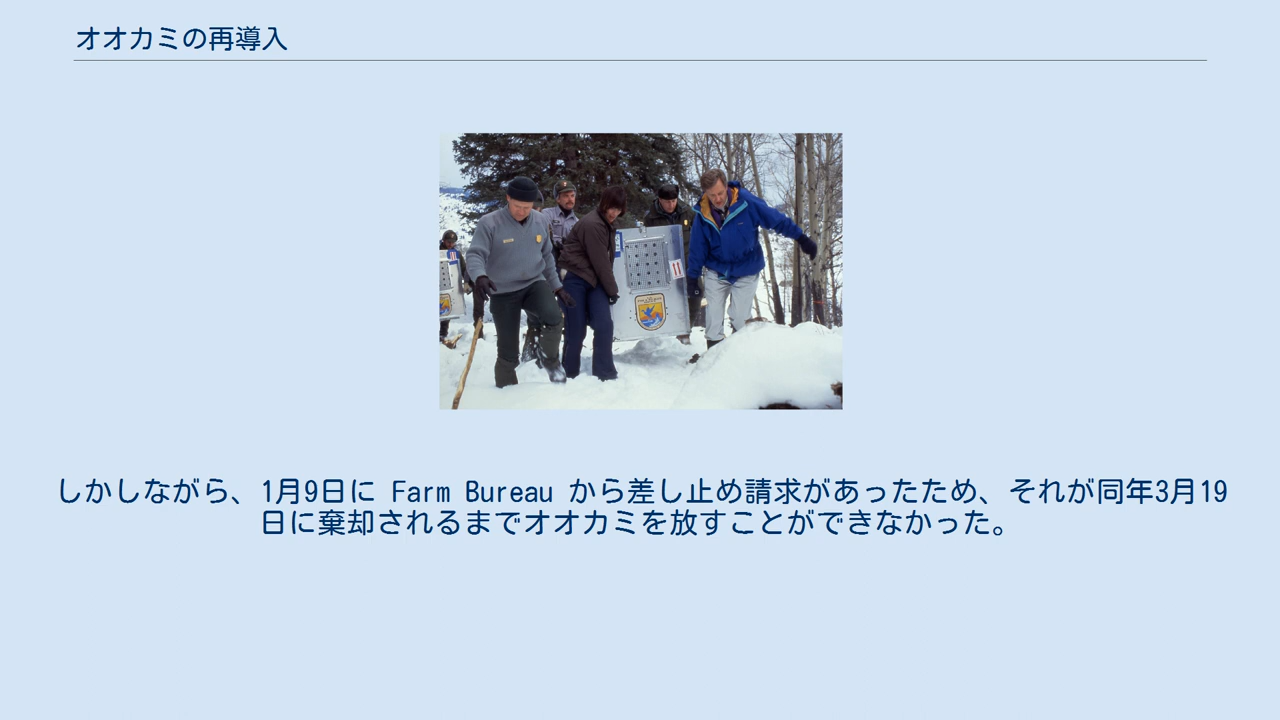 オオカミの再導入
しかしながら、1月9日に Farm Bureau から差し止め請求があったため、それが同年3月19
日に棄却されるまでオオカミを放すことができなかった。